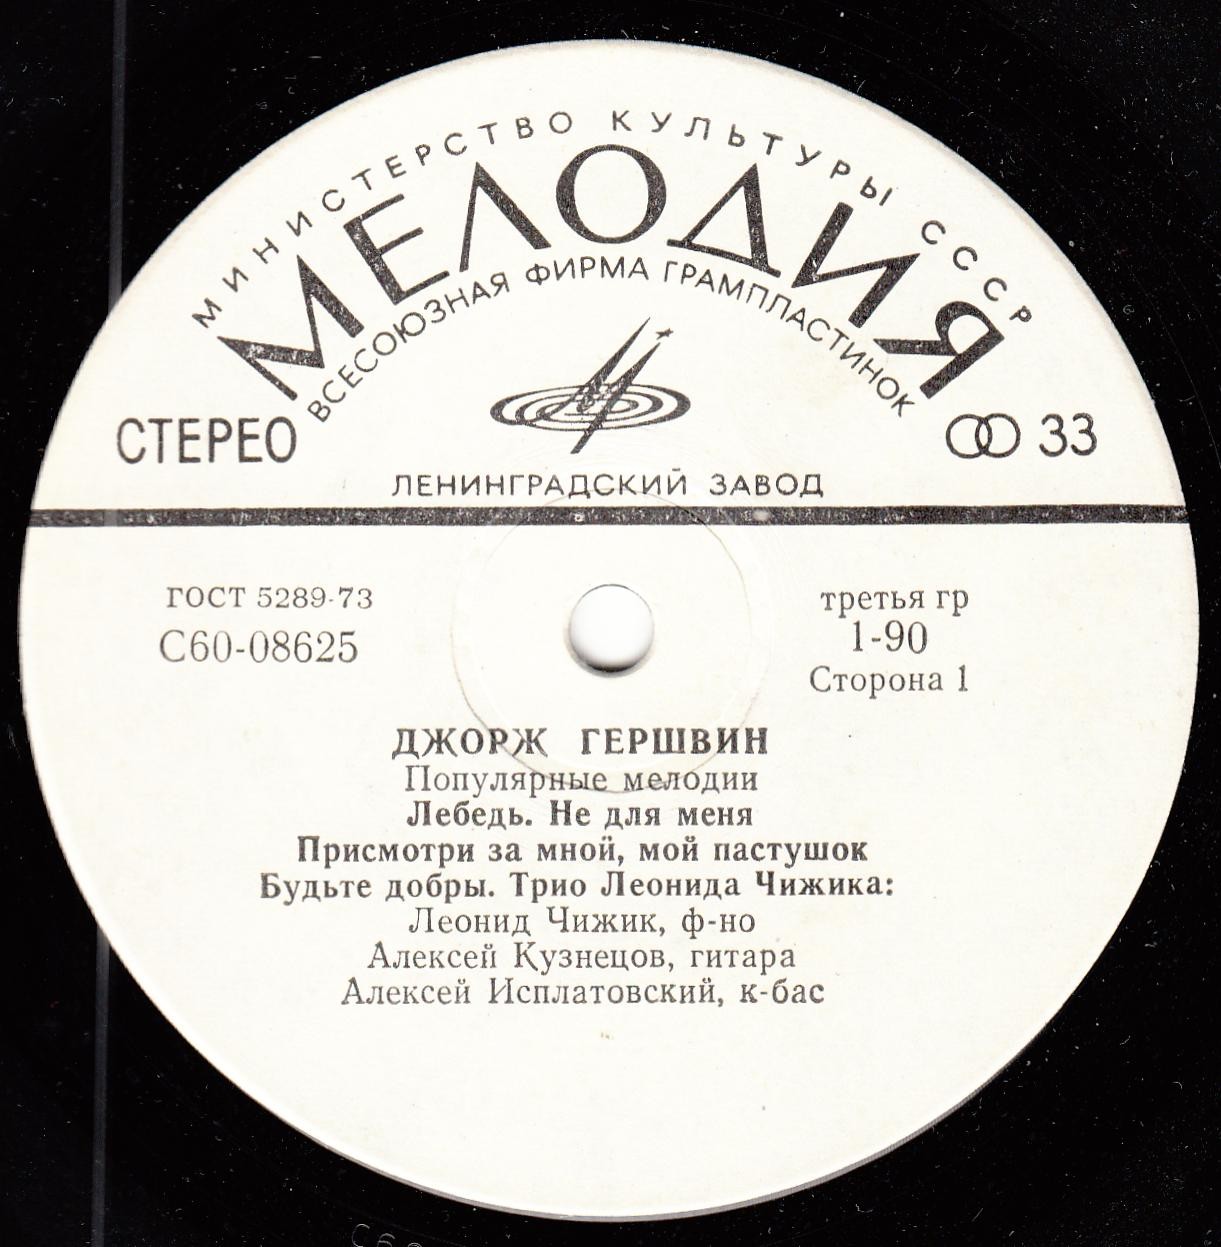 МИНИСТЕРСТВО КУЛЬТУРЫ СССР
МЕЛОДИЯ
ВСЕСОЮЗНАЯ ФИРМА ГРАМПЛАСТИНОК
СТЕРЕО
33
ЛЕНИНГРАДСКИЙ ЗАВОД
ГОСТ 5289-73
третья гр
С60-08625
1-90
Сторона 1
ДЖОРЖ ГЕРШВИН
Популярные мелодии
Лебедь. Не для меня
Присмотри за мной, мой пастушок
Будьте добры. Трио Леонида Чижика:
Леонид Чижик, ф-но
Алексей Кузнецов, гитара
Алексей Исплатовский, к-бас